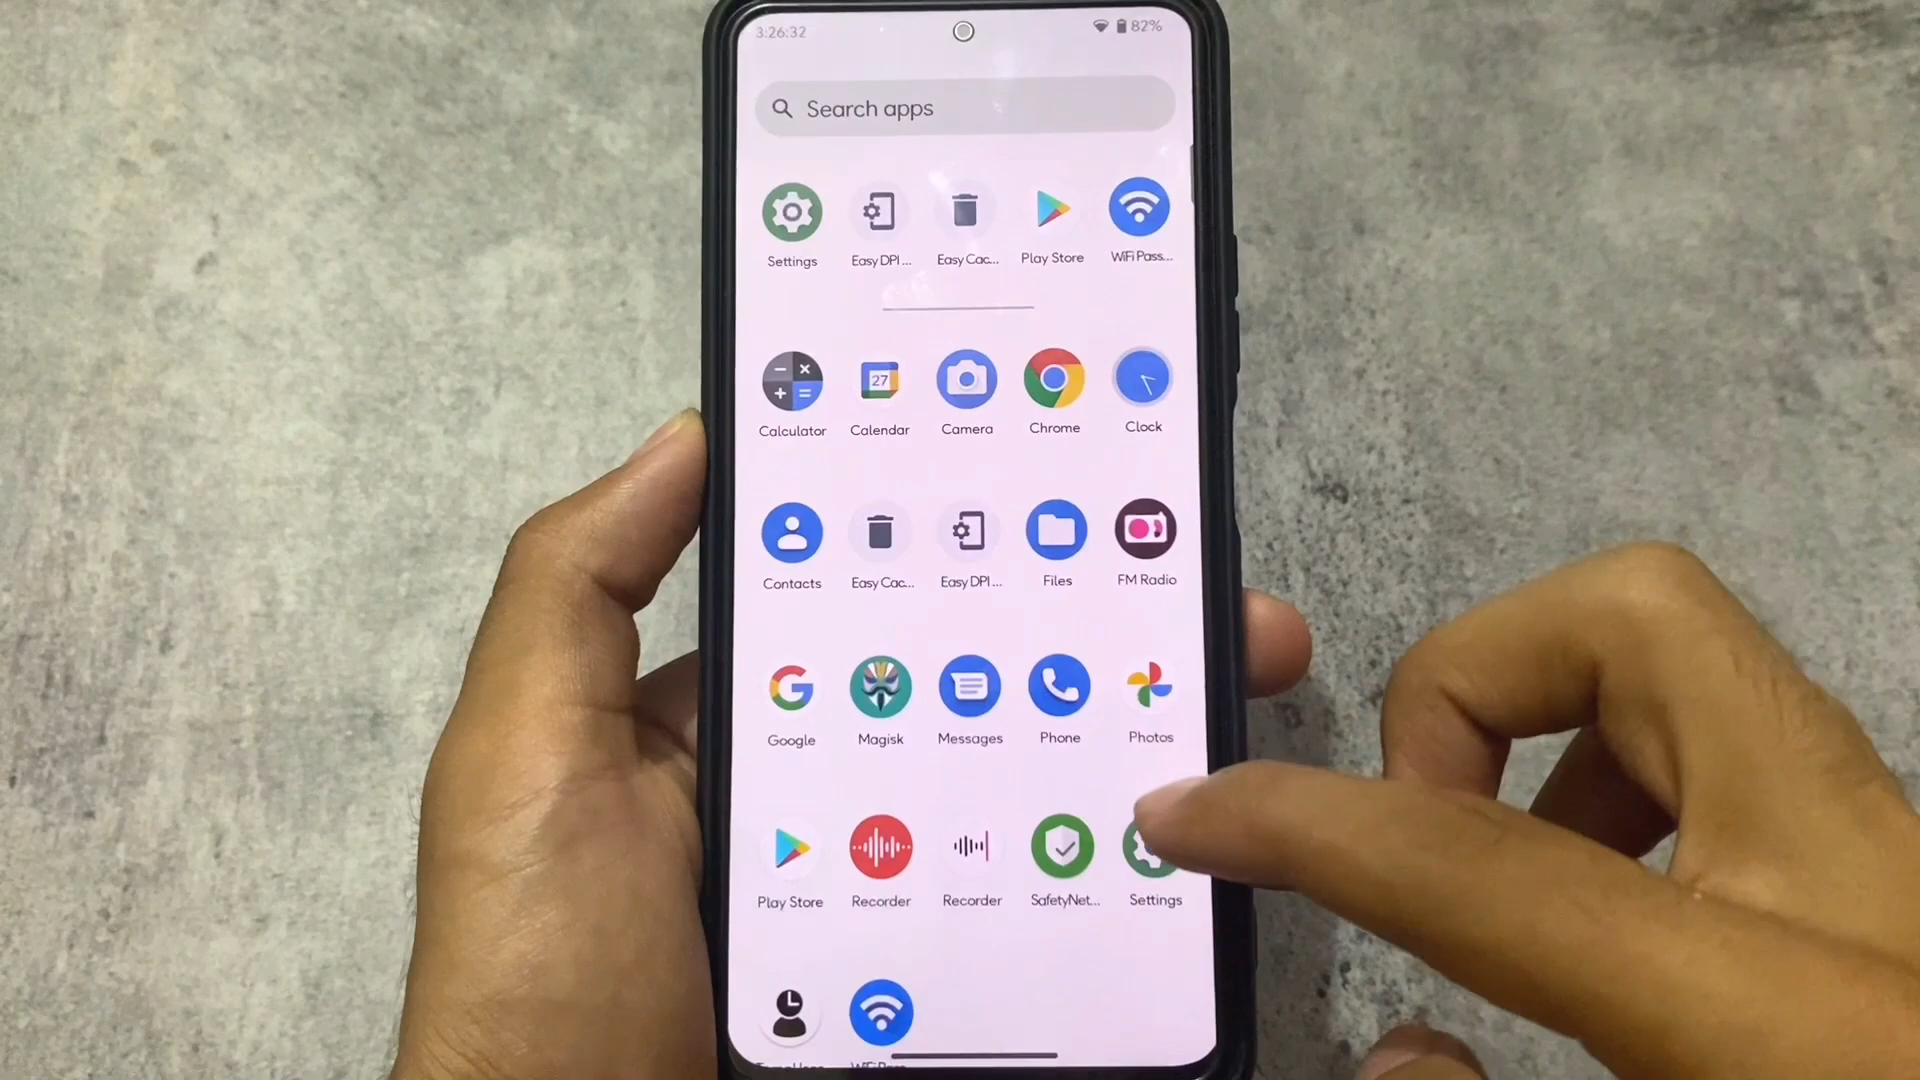 3:26:32
82%
Search apps
Settings
Easy DPI ...
Easy Cac...
Play Store
WiFi Pass...
Calculator
27
Calendar
Camera
Chrome
Clock
Contacts
Easy Cac...
Easy DPI ...
Files
FM Radio
Google
Magisk
Messages
Phone
Photos
Play Store
Recorder
Recorder
SafetyNet...
Settings